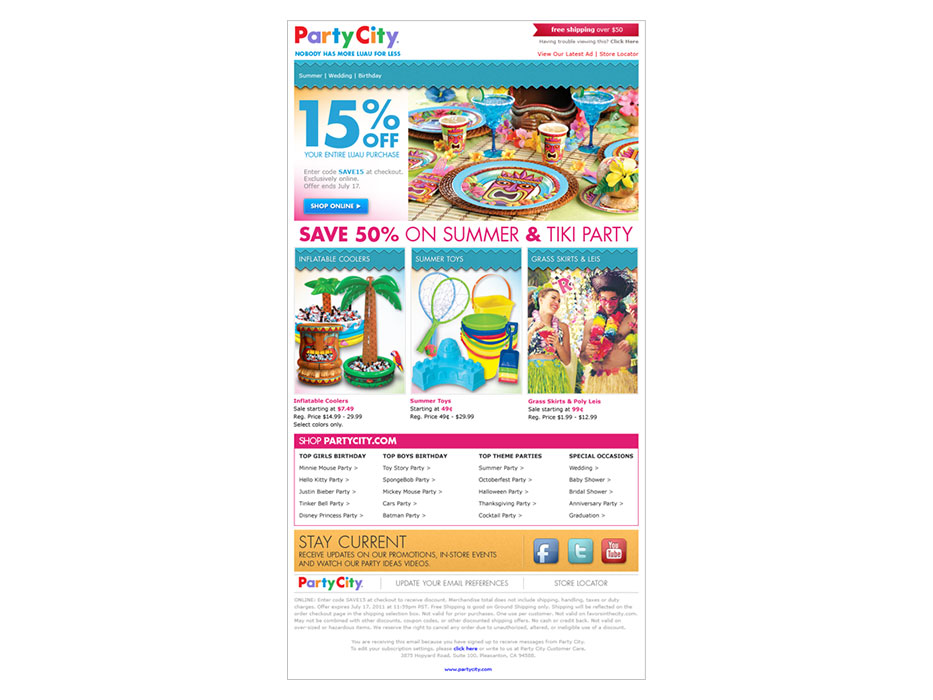 PartyCity.
NOBODY HAS MORE LUAU FOR LESS
free shipping over $50
Having trouble viewing this? Click Here
View Our Latest Ad | Store Locator
Summer | Wedding | Birthday
15% OFF
YOUR ENTIRE LUAU PURCHASE
Enter code SAVE15 at checkout.
Exclusively online.
Offer ends July 17.
SHOP ONLINE ▶
SAVE 50% ON SUMMER & TIKI PARTY
INFLATABLE COOLERS
SUMMER TOYS
GRASS SKIRTS & LEIS
Inflatable Coolers
Sale starting at $7.49
Reg. Price $14.99 - 29.99
Select colors only.
Summer Toys
Starting at 49¢
Reg. Price 49¢ - $29.99
Grass Skirts & Poly Leis
Sale starting at 99¢
Reg. Price $1.99 - $12.99
SHOP PARTYCITY.COM
TOP GIRLS BIRTHDAY
Minnie Mouse Party >
Hello Kitty Party >
Justin Bieber Party >
Tinker Bell Party >
Disney Princess Party >
TOP BOYS BIRTHDAY
Toy Story Party >
SpongeBob Party >
Mickey Mouse Party >
Cars Party >
Batman Party >
TOP THEME PARTIES
Summer Party >
Octoberfest Party >
Halloween Party >
Thanksgiving Party >
Cocktail Party >
SPECIAL OCCASIONS
Wedding >
Baby Shower >
Bridal Shower >
Anniversary Party >
Graduation >
STAY CURRENT
RECEIVE UPDATES ON OUR PROMOTIONS, IN-STORE EVENTS
AND WATCH OUR PARTY IDEAS VIDEOS.
f
t
You Tube
PartyCity.
UPDATE YOUR EMAIL PREFERENCES
STORE LOCATOR
ONLINE: Enter code SAVE15 at checkout to receive discount. Merchandise total does not include shipping, handling, taxes or duty
charges. Offer expires July 17, 2011 at 11:59pm PST. Free Shipping is good on Ground Shipping only. Shipping will be reflected on the
order checkout page in the shipping selection box. Not valid for prior purchases. One use per customer. Not valid on favorsinthecity.com.
May not be combined with other discounts, coupon codes, or other discounted shipping offers. No cash or credit back. Not valid on
over-sized or hazardous items. We reserve the right to cancel any order due to unauthorized, altered, or ineligible use of a discount.
You are receiving this email because you have signed up to receive messages from Party City.
To edit your subscription settings, please click here or write to us at Party City Customer Care,
3875 Hopyard Road, Suite 100, Pleasanton, CA 94588.
www.partycity.com